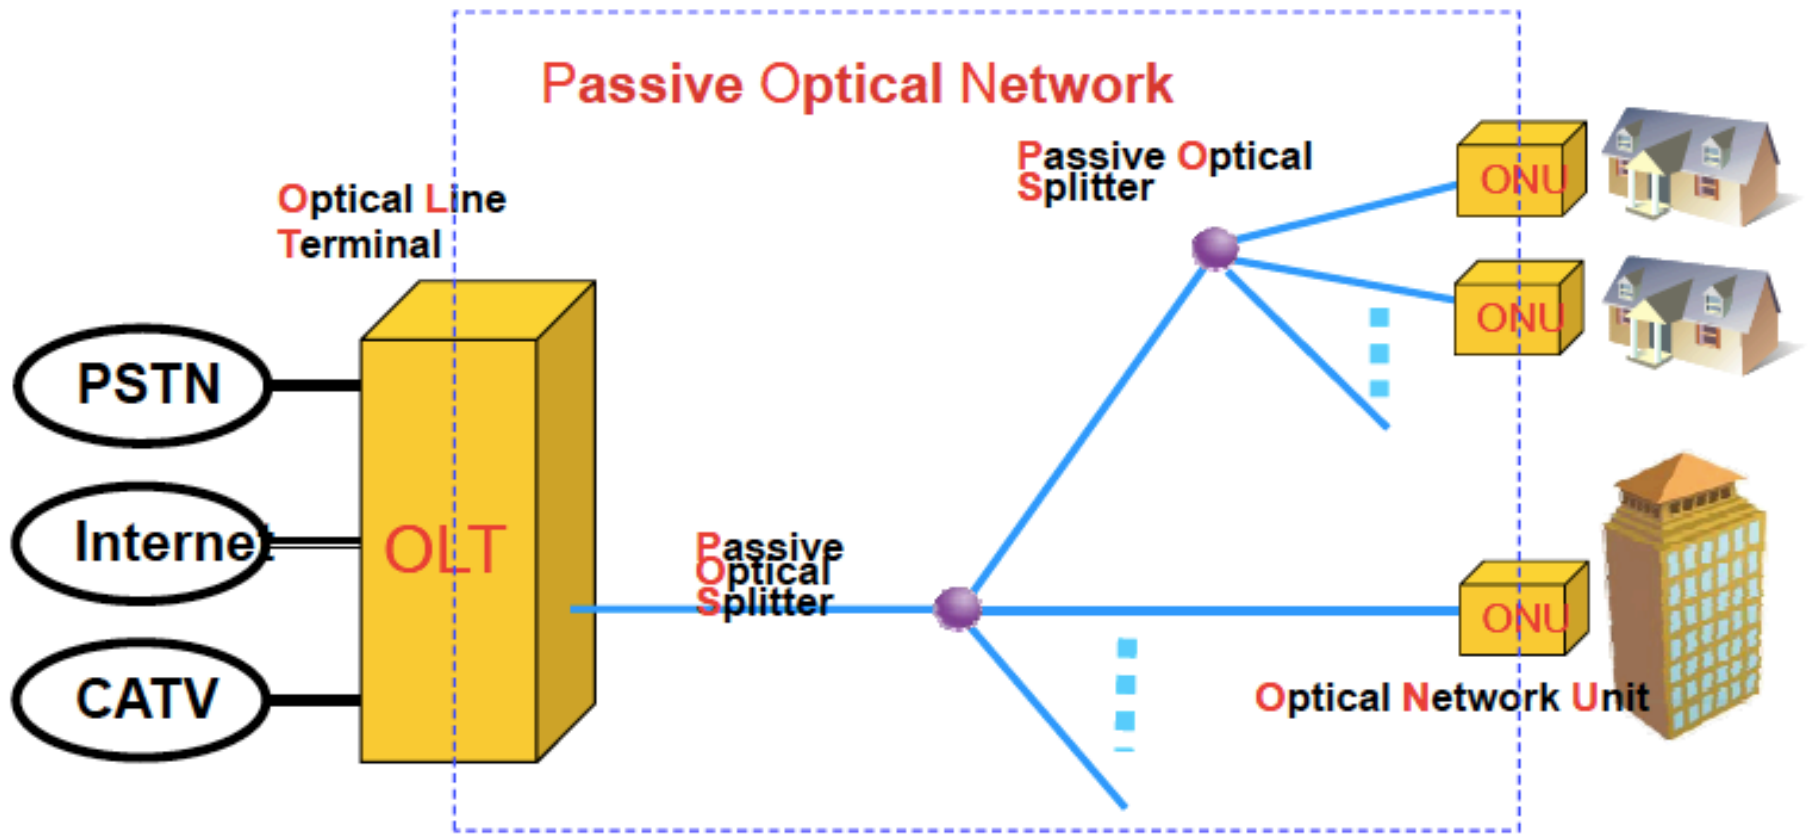 Passive Optical Network
Passive Optical
Splitter
ONU
Optical Line
Terminal
ONU
PSTN
Internet
OLT
Passive
Optical
Splitter
ONU
CATV
Optical Network Unit